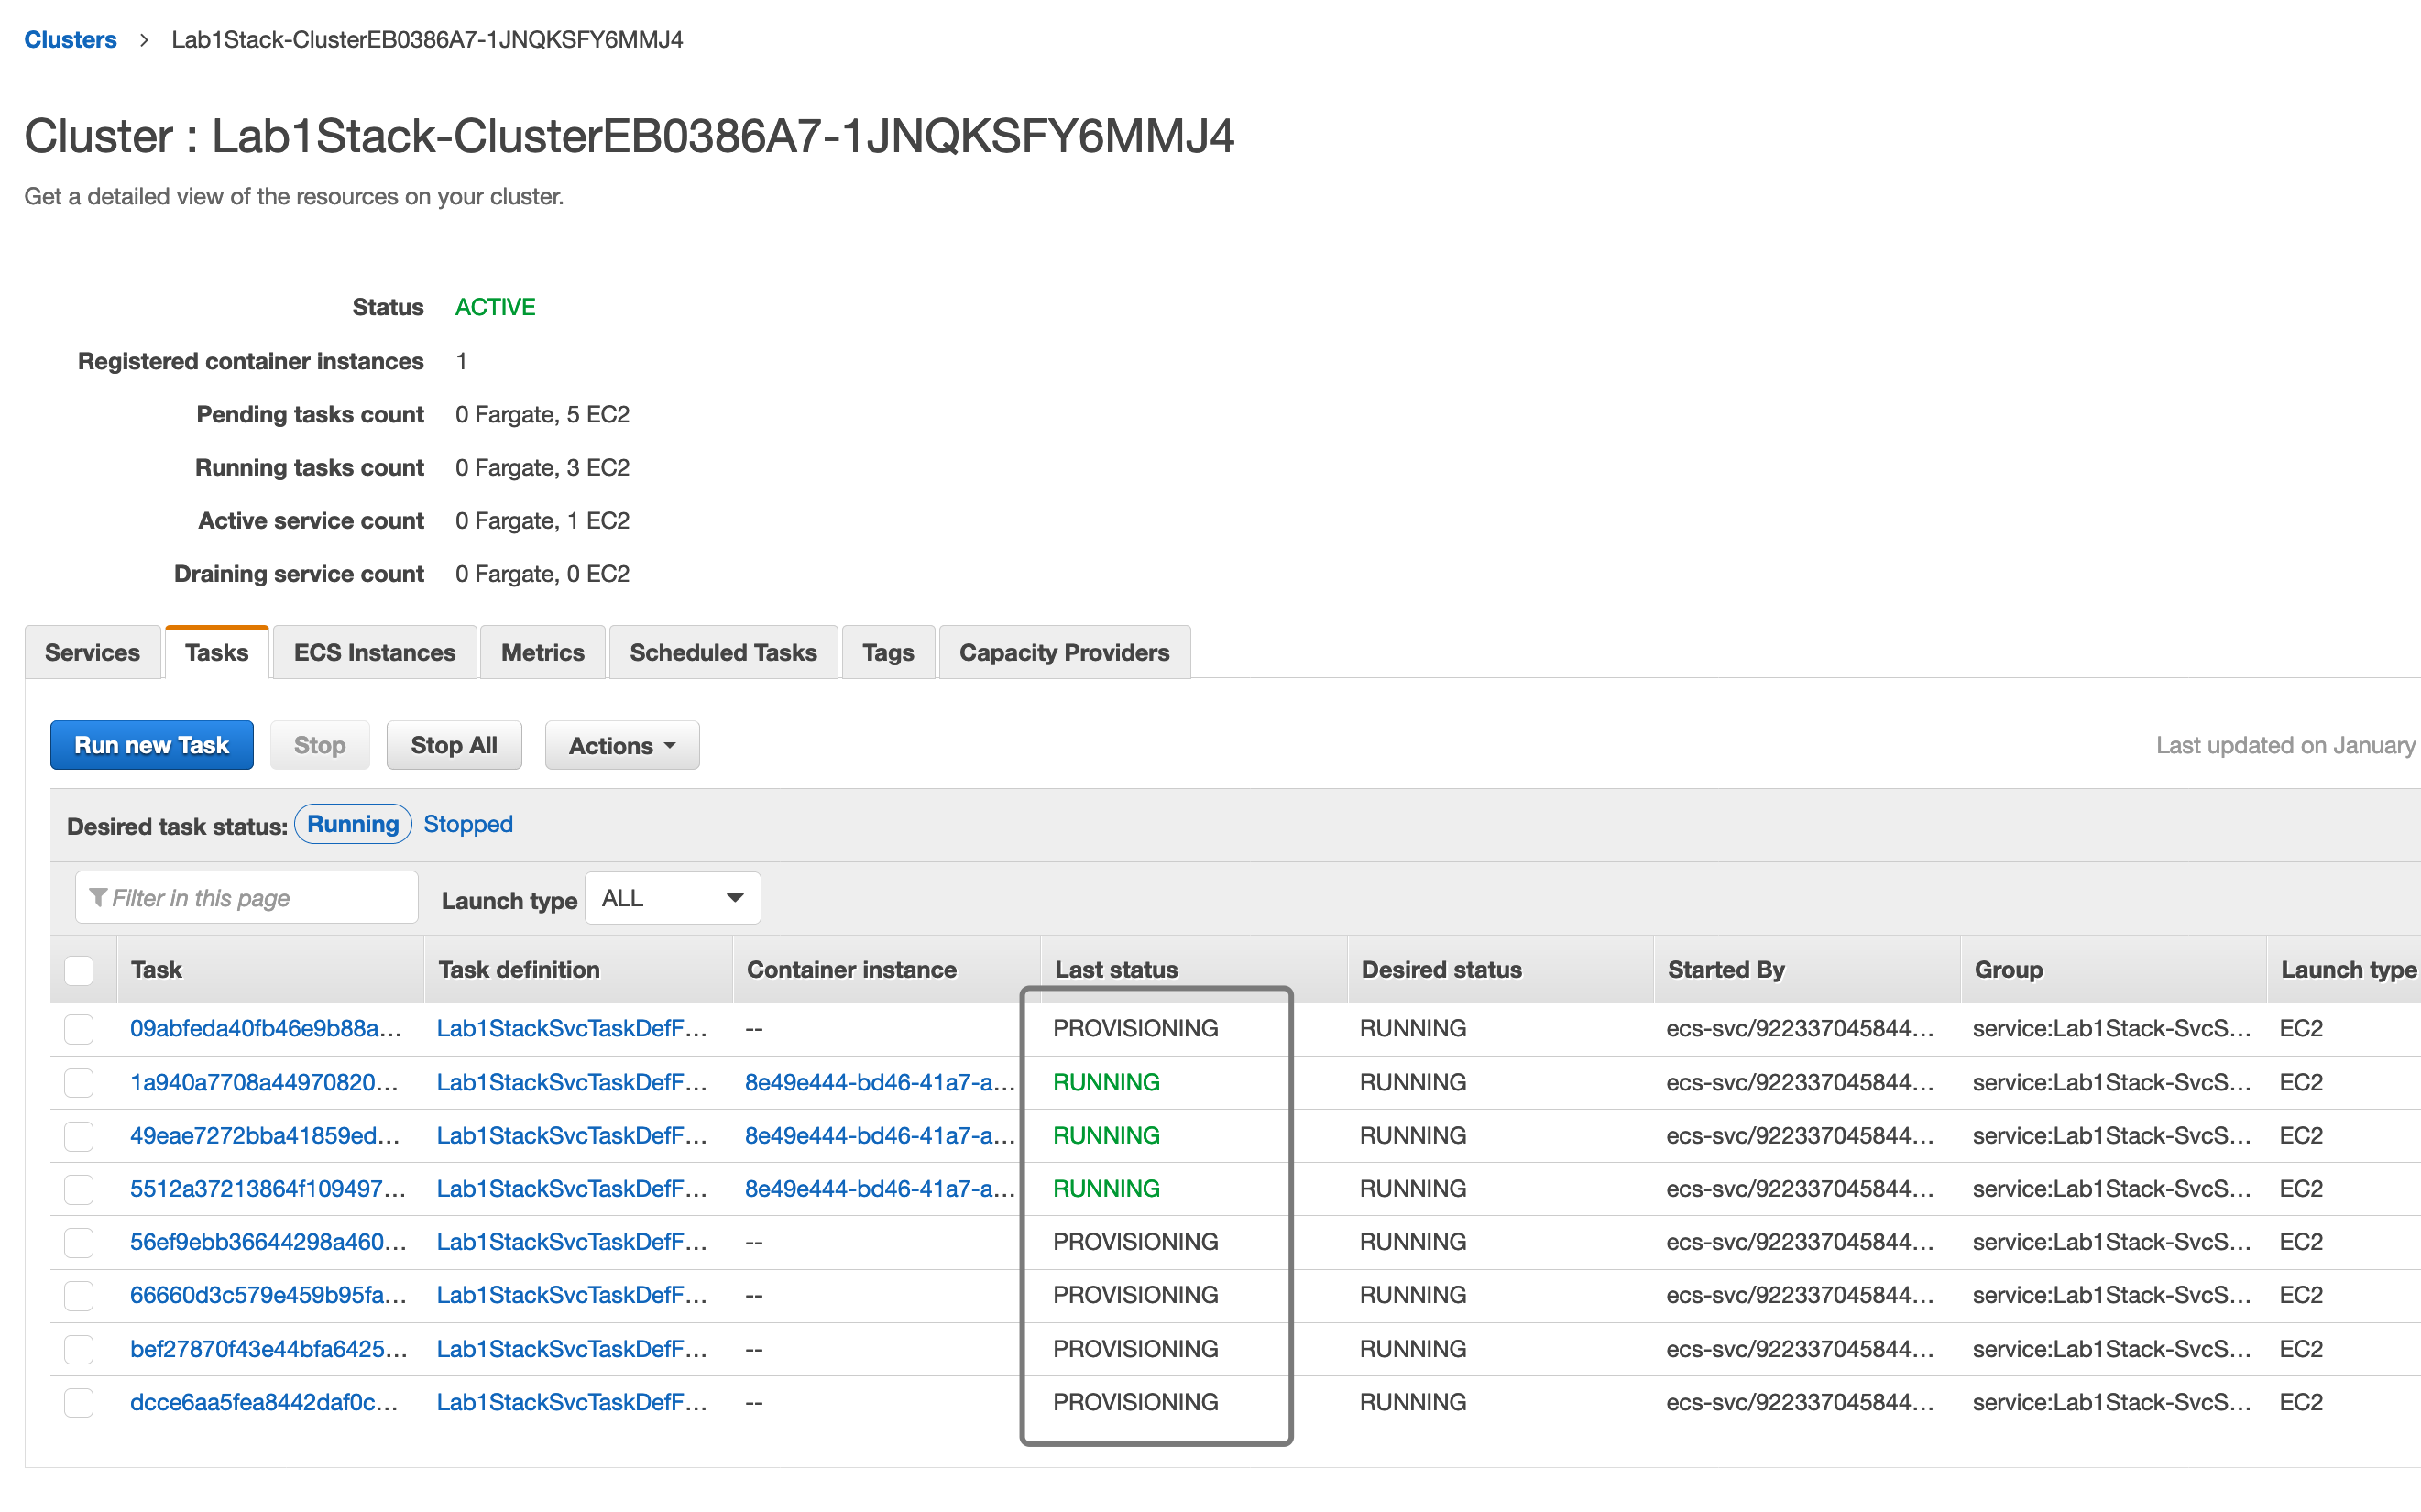 Clusters > Lab1Stack-ClusterEB0386A7-1JNQKSFY6MMJ4
Cluster : Lab1Stack-ClusterEB0386A7-1JNQKSFY6MMJ4
Get a detailed view of the resources on your cluster.
Status ACTIVE
Registered container instances 1
Pending tasks count 0 Fargate, 5 EC2
Running tasks count 0 Fargate, 3 EC2
Active service count 0 Fargate, 1 EC2
Draining service count 0 Fargate, 0 EC2
Services Tasks ECS Instances Metrics Scheduled Tasks Tags Capacity Providers
Run new Task Stop Stop All Actions Last updated on January
Desired task status: Running Stopped
Filter in this page Launch type ALL
Task Task definition Container instance Last status Desired status Started By Group Launch type
09abfeda40fb46e9b88a... Lab1StackSvcTaskDefF... -- PROVISIONING RUNNING ecs-svc/922337045844... service:Lab1Stack-SvcS... EC2
1a940a7708a44970820... Lab1StackSvcTaskDefF... 8e49e444-bd46-41a7-a... RUNNING RUNNING ecs-svc/922337045844... service:Lab1Stack-SvcS... EC2
49eae7272bba41859ed... Lab1StackSvcTaskDefF... 8e49e444-bd46-41a7-a... RUNNING RUNNING ecs-svc/922337045844... service:Lab1Stack-SvcS... EC2
5512a37213864f109497... Lab1StackSvcTaskDefF... 8e49e444-bd46-41a7-a... RUNNING RUNNING ecs-svc/922337045844... service:Lab1Stack-SvcS... EC2
56ef9ebb36644298a460... Lab1StackSvcTaskDefF... -- PROVISIONING RUNNING ecs-svc/922337045844... service:Lab1Stack-SvcS... EC2
66660d3c579e459b95fa... Lab1StackSvcTaskDefF... -- PROVISIONING RUNNING ecs-svc/922337045844... service:Lab1Stack-SvcS... EC2
bef27870f43e44bfa6425... Lab1StackSvcTaskDefF... -- PROVISIONING RUNNING ecs-svc/922337045844... service:Lab1Stack-SvcS... EC2
dcce6aa5fea8442daf0c... Lab1StackSvcTaskDefF... -- PROVISIONING RUNNING ecs-svc/922337045844... service:Lab1Stack-SvcS... EC2